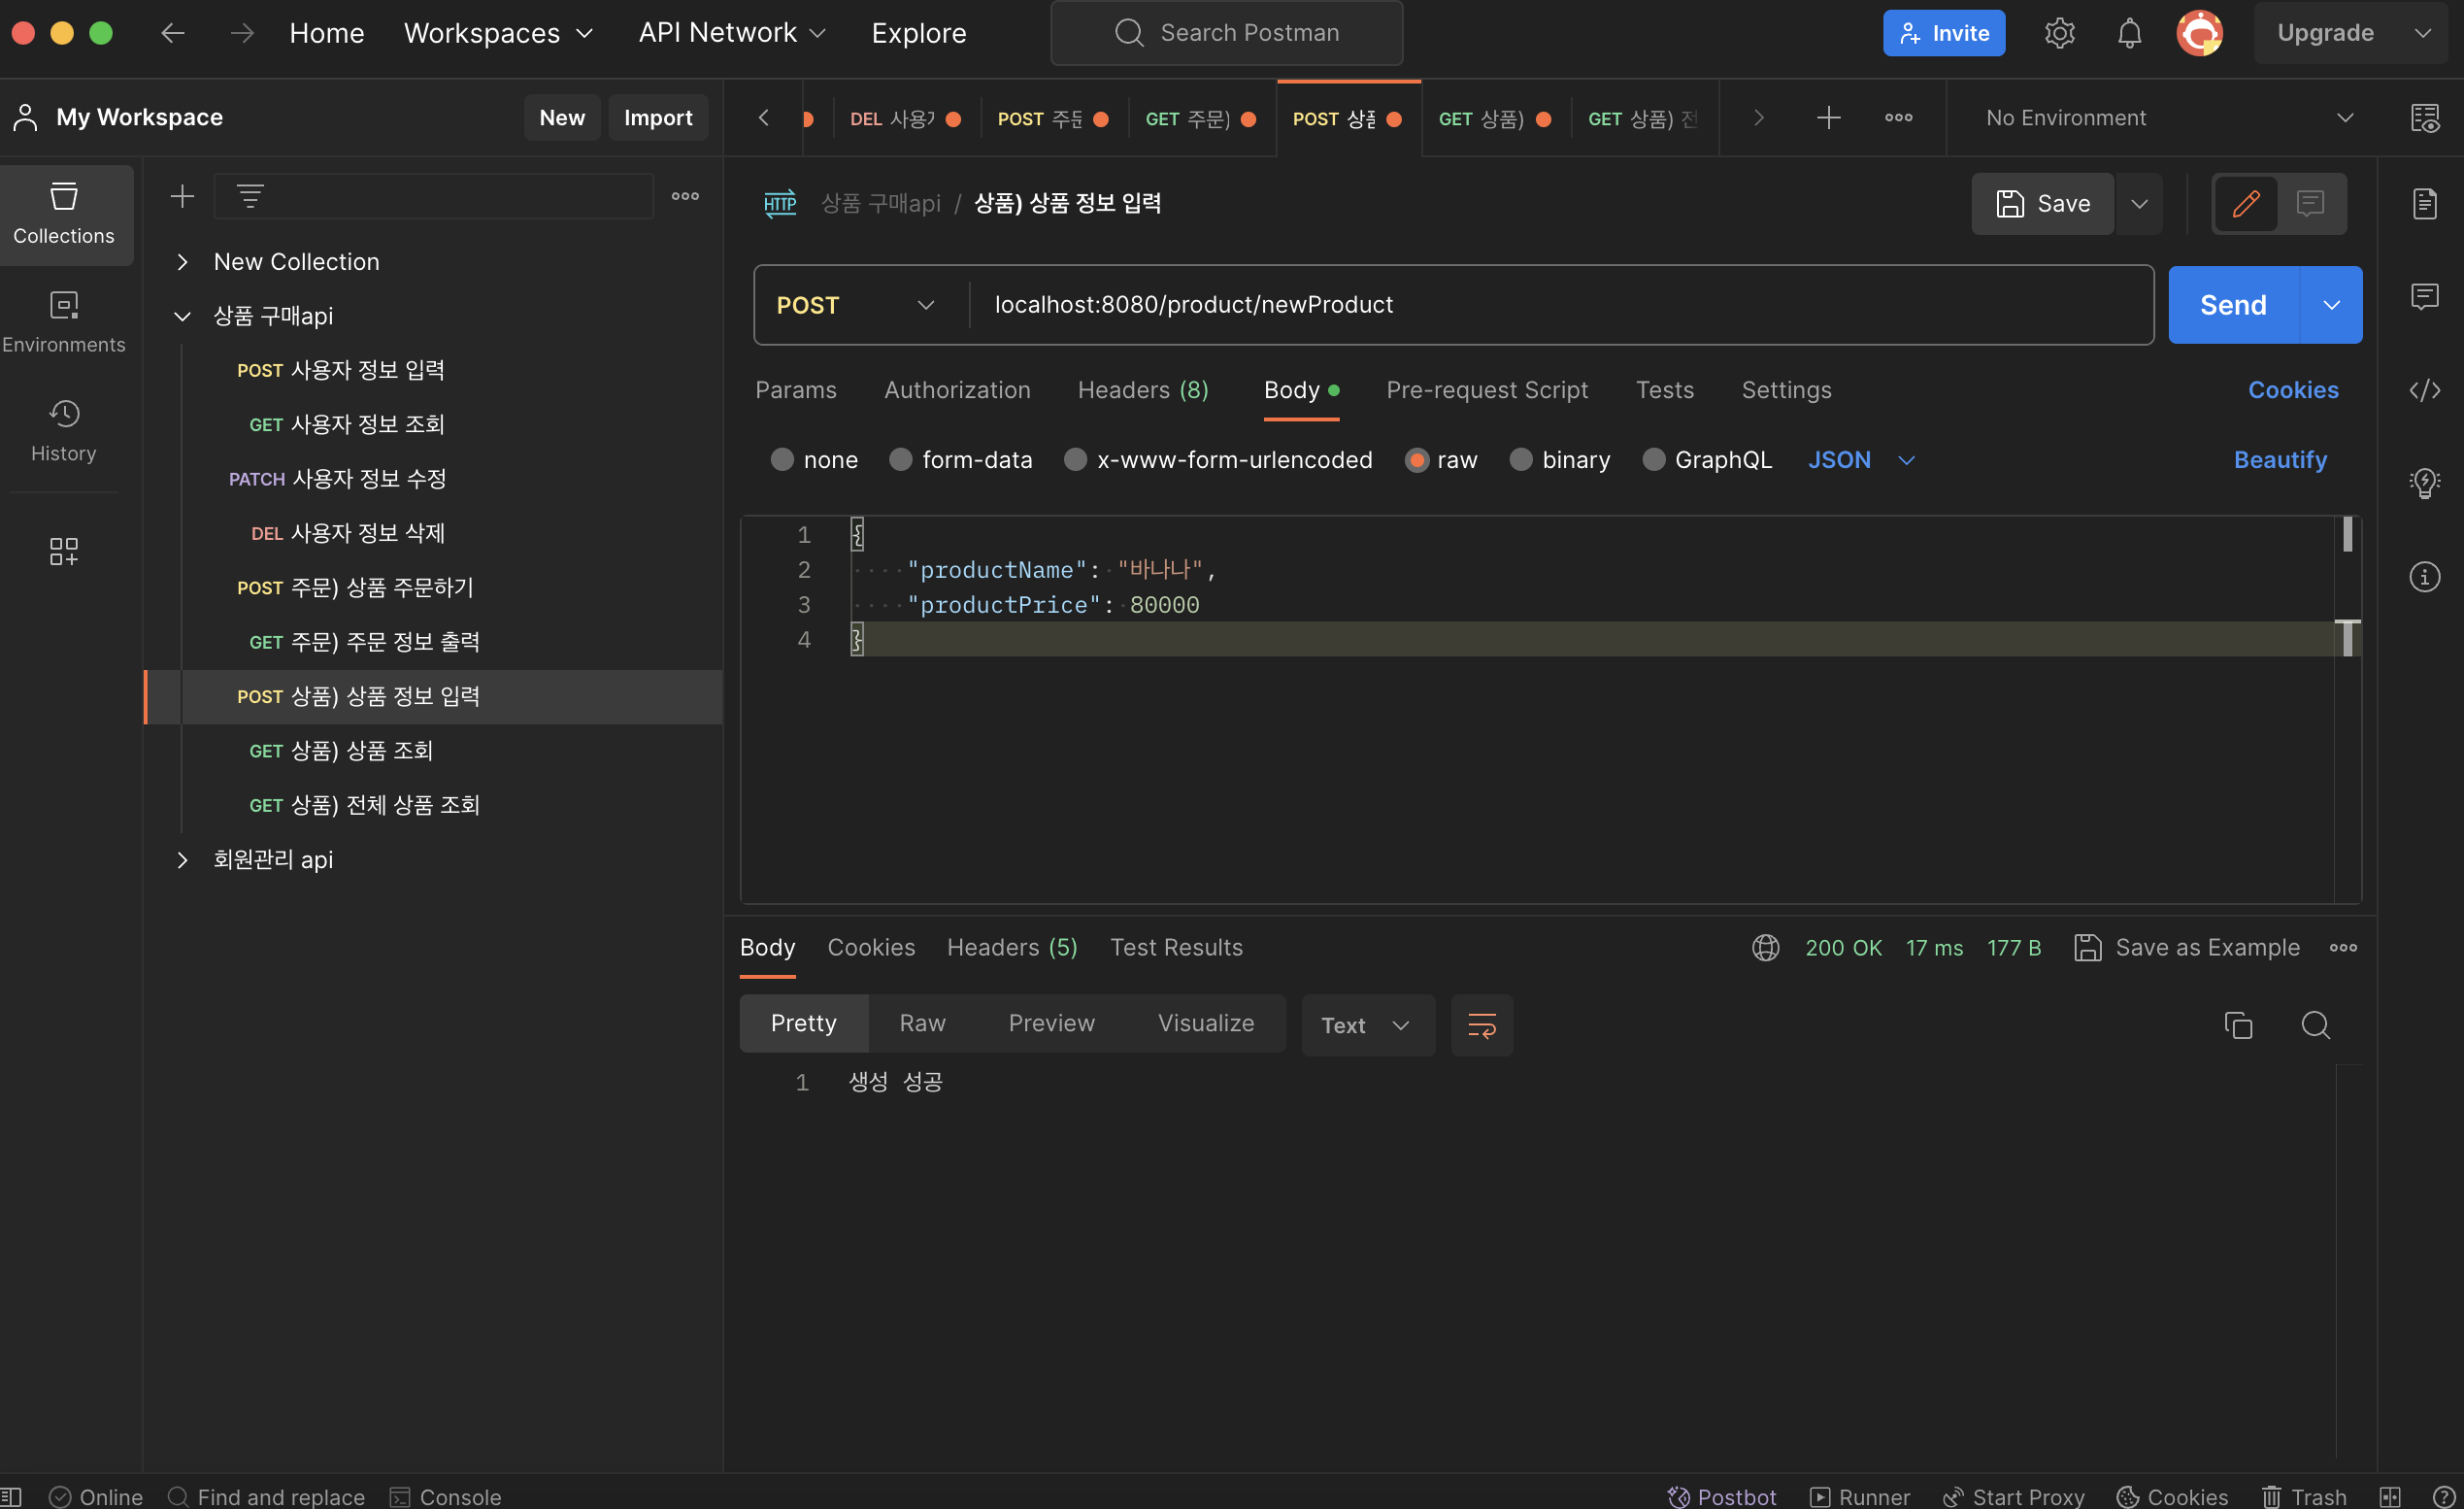 Home Workspaces API Network Explore Search Postman Invite Upgrade
My Workspace New Import
DEL 사용 POST 주 GET 주문) POST 상 GET 상품) GET 상품) 전 No Environment
Collections
Environments
History
New Collection
상품 구매api
POST 사용자 정보 입력
GET 사용자 정보 조회
PATCH 사용자 정보 수정
DEL 사용자 정보 삭제
POST 주문) 상품 주문하기
GET 주문) 주문 정보 출력
POST 상품) 상품 정보 입력
GET 상품) 상품 조회
GET 상품) 전체 상품 조회
회원관리 api
HTTP 상품 구매api / 상품) 상품 정보 입력 Save
POST localhost:8080/product/newProduct Send
Params Authorization Headers (8) Body Pre-request Script Tests Settings Cookies
none form-data x-www-form-urlencoded raw binary GraphQL JSON Beautify
1 {
2 "productName": "바나나",
3 "productPrice": 80000
4 }
Body Cookies Headers (5) Test Results 200 OK 17 ms 177 B Save as Example
Pretty Raw Preview Visualize Text
1 생성 성공
Online Find and replace Console Postbot Runner Start Proxy Cookies Trash